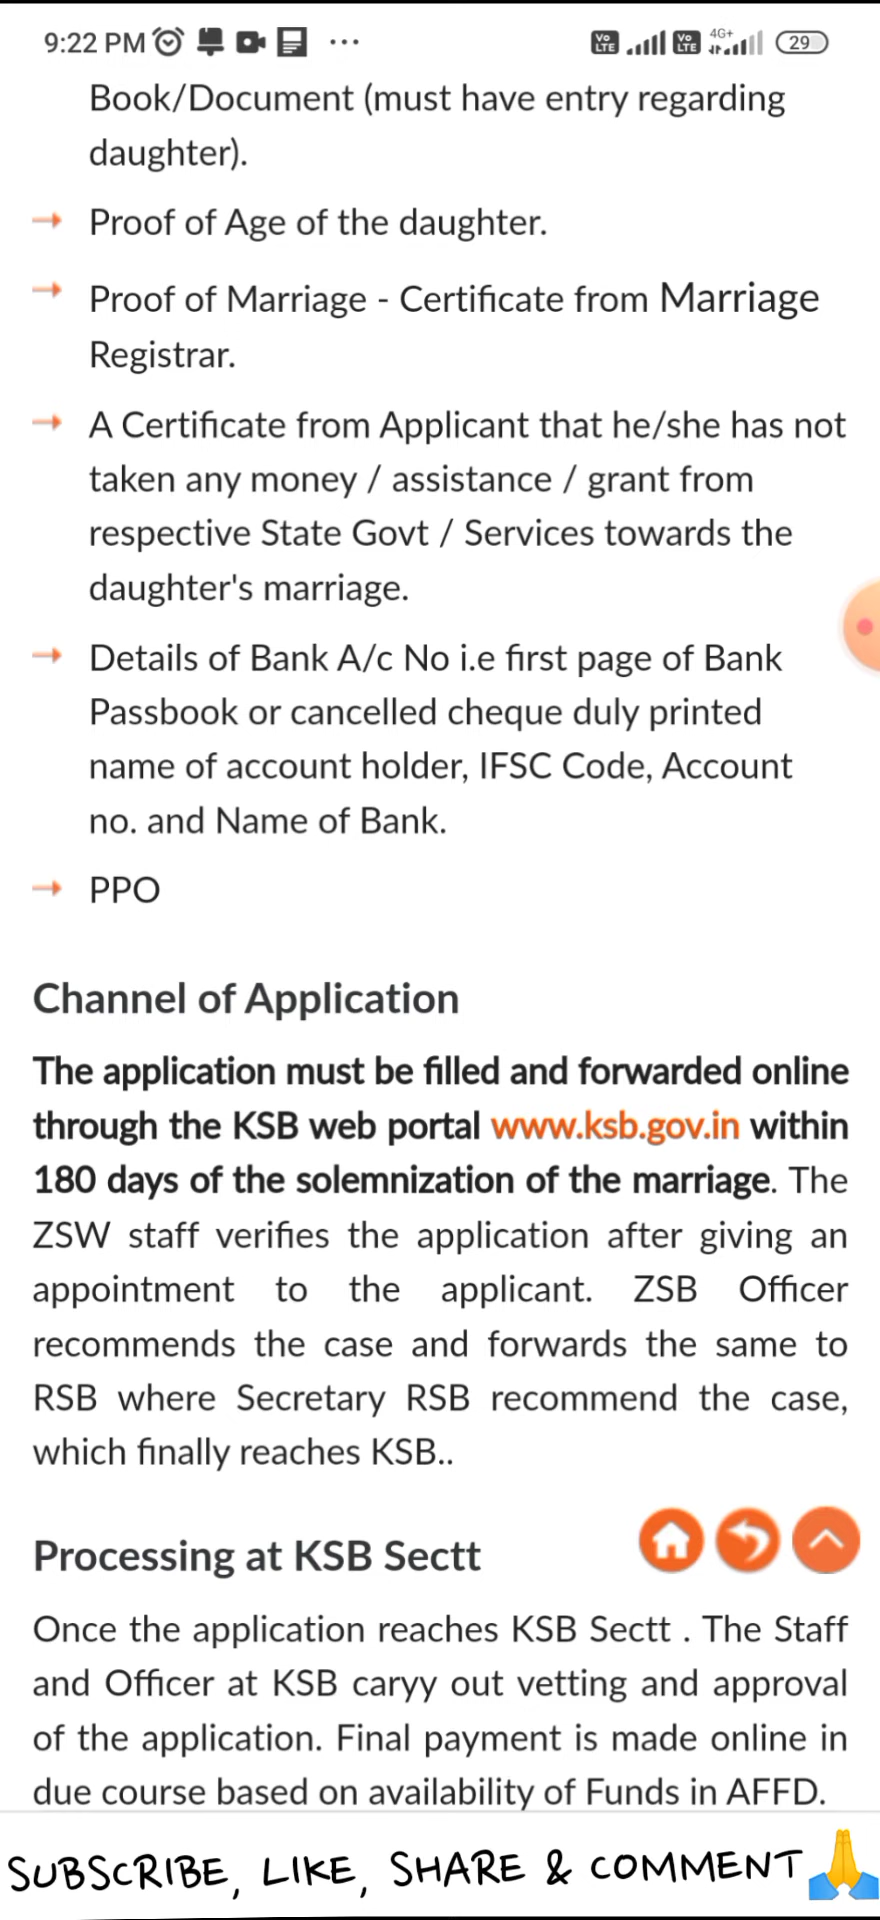 9:22 PM ...
Vo LTE Vo LTE 4G+ 29
Book/Document (must have entry regarding
daughter).
→ Proof of Age of the daughter.
→ Proof of Marriage - Certificate from Marriage
Registrar.
→ A Certificate from Applicant that he/she has not
taken any money / assistance / grant from
respective State Govt / Services towards the
daughter's marriage.
→ Details of Bank A/c No i.e first page of Bank
Passbook or cancelled cheque duly printed
name of account holder, IFSC Code, Account
no. and Name of Bank.
→ PPO
Channel of Application
The application must be filled and forwarded online
through the KSB web portal www.ksb.gov.in within
180 days of the solemnization of the marriage. The
ZSW staff verifies the application after giving an
appointment to the applicant. ZSB Officer
recommends the case and forwards the same to
RSB where Secretary RSB recommend the case,
which finally reaches KSB..
Processing at KSB Sectt
Once the application reaches KSB Sectt . The Staff
and Officer at KSB caryy out vetting and approval
of the application. Final payment is made online in
due course based on availability of Funds in AFFD.
SUBSCRIBE, LIKE, SHARE & COMMENT🙏